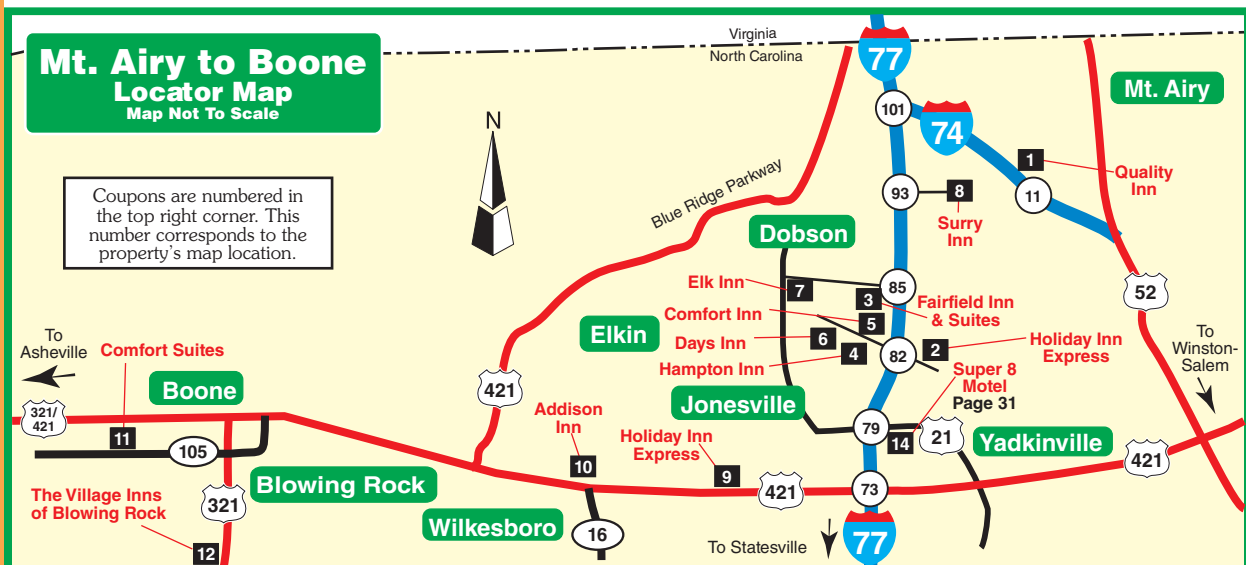 Virginia
North Carolina
Mt. Airy to Boone
Locator Map
Map Not To Scale
77
Mt. Airy
N
101
74
1
Quality
Inn
Coupons are numbered in
the top right corner. This
number corresponds to the
property's map location.
Blue Ridge Parkway
93
8
11
Surry
Inn
Dobson
Elk Inn
7
85
3
Fairfield Inn
& Suites
52
Comfort Inn
5
Elkin
Days Inn
6
Hampton Inn
4
82
2
Holiday Inn
Express
To
Winston-
Salem
To
Asheville
Comfort Suites
Boone
421
Super 8
Motel
Page 31
Jonesville
321/
421
11
105
Addison
Inn
10
Holiday Inn
Express
9
79
14
21
Yadkinville
421
Blowing Rock
321
421
73
The Village Inns
of Blowing Rock
12
Wilkesboro
16
To Statesville
77